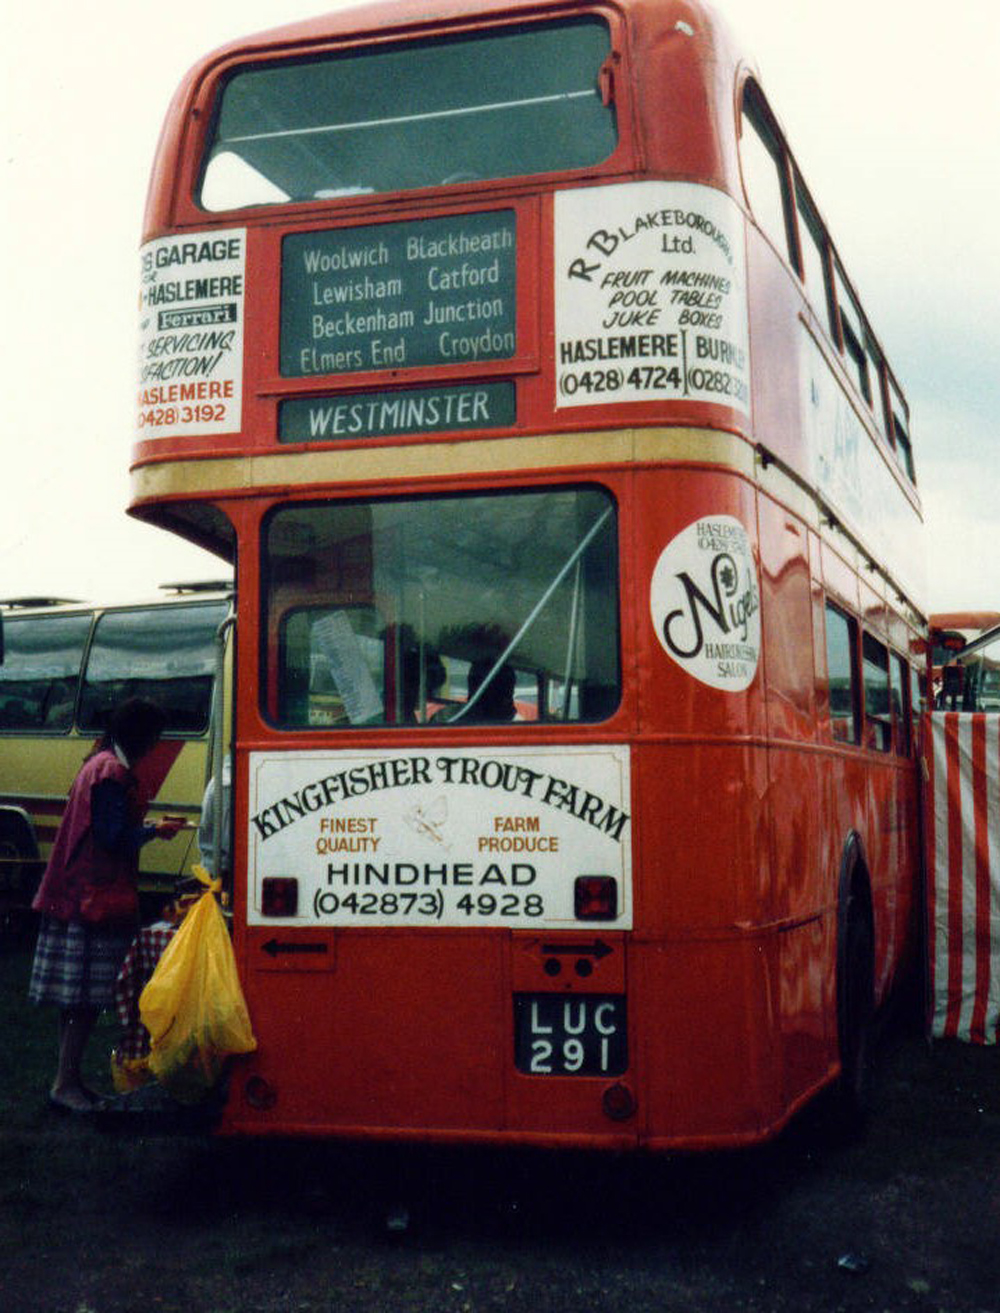 GARAGE
HASLEMERE
Ferrari
SERVICING
HASLEMERE
(0428) 3192
Woolwich Blackheath
Lewisham Catford
Beckenham Junction
Elmers End Croydon
WESTMINSTER
R BLAKEBOROUGH
Ltd.
FRUIT MACHINES
POOL TABLES
JUKE BOXES
HASLEMERE
(0428) 4724
(0282)
Nigel's
SALON
KINGFISHER TROUT FARM
FINEST FARM
QUALITY PRODUCE
HINDHEAD
(042873) 4928
LUC
291